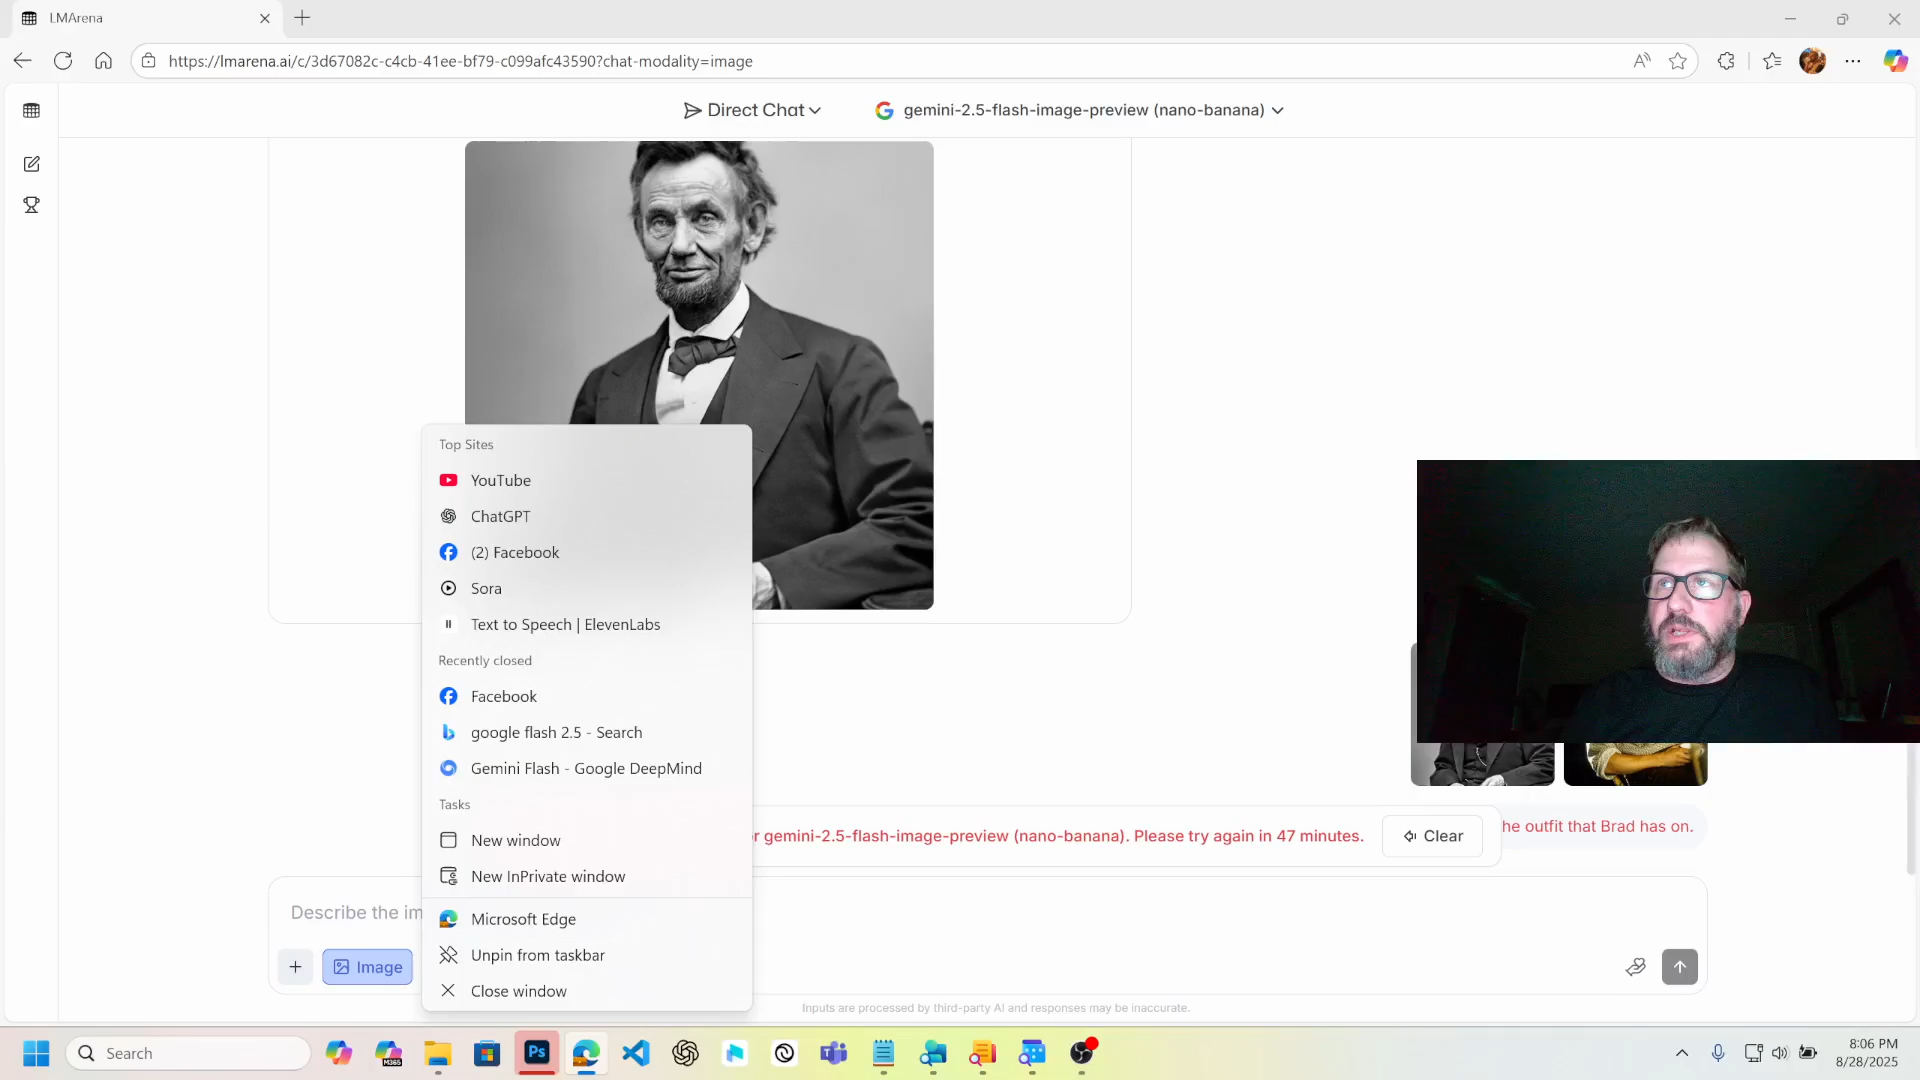 LMArena
https://lmarena.ai/c/3d67082c-c4cb-41ee-bf79-c099afc43590?chat-modality=image
Direct Chat
gemini-2.5-flash-image-preview (nano-banana)
Top Sites
YouTube
ChatGPT
(2) Facebook
Sora
Text to Speech | ElevenLabs
Recently closed
Facebook
google flash 2.5 - Search
Gemini Flash - Google DeepMind
Tasks
he outfit that Brad has on.
gemini-2.5-flash-image-preview (nano-banana). Please try again in 47 minutes.
Clear
New window
New InPrivate window
Describe the im
Microsoft Edge
Unpin from taskbar
Image
Close window
Inputs are processed by third-party AI and responses may be inaccurate.
Search
M365
Ps
8:06 PM
8/28/2025